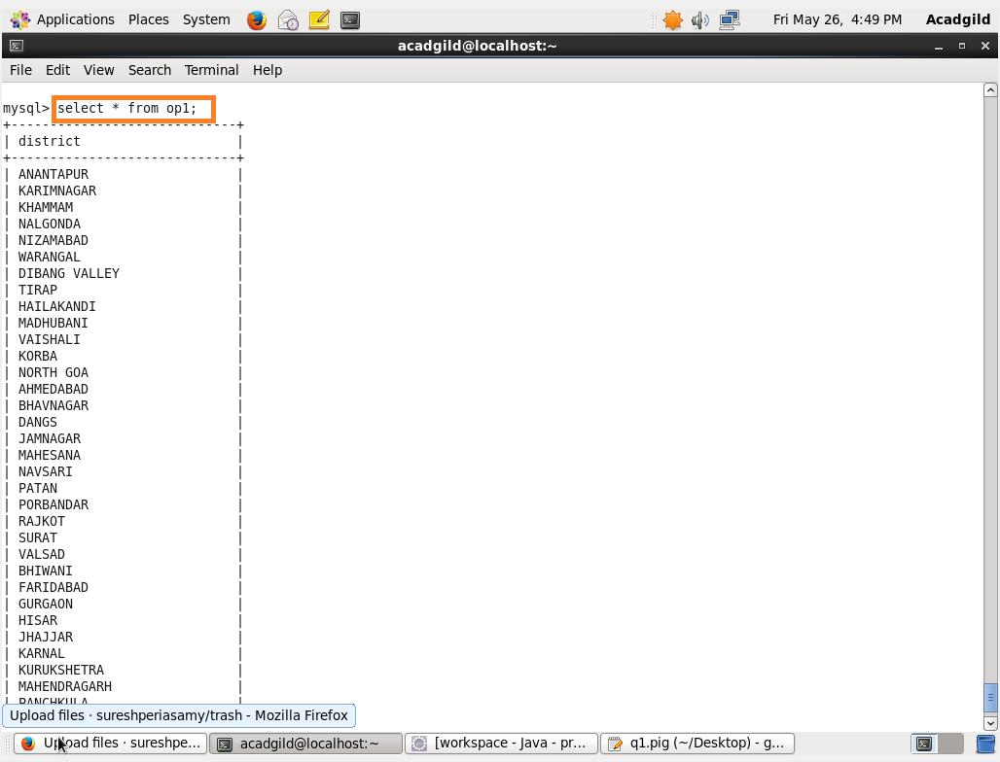 Applications Places System Fri May 26, 4:49 PM Acadgild
acadgild@localhost:~
File Edit View Search Terminal Help
mysql> select * from op1;
+-----------------------------+
| district |
+-----------------------------+
| ANANTAPUR |
| KARIMNAGAR |
| KHAMMAM |
| NALGONDA |
| NIZAMABAD |
| WARANGAL |
| DIBANG VALLEY |
| TIRAP |
| HAILAKANDI |
| MADHUBANI |
| VAISHALI |
| KORBA |
| NORTH GOA |
| AHMEDABAD |
| BHAVNAGAR |
| DANGS |
| JAMNAGAR |
| MAHESANA |
| NAVSARI |
| PATAN |
| PORBANDAR |
| RAJKOT |
| SURAT |
| VALSAD |
| BHIWANI |
| FARIDABAD |
| GURGAON |
| HISAR |
| JHAJJAR |
| KARNAL |
| KURUKSHETRA |
| MAHENDRAGARH |
| PANCHKULA |
Upload files · sureshperiasamy/trash - Mozilla Firefox
Upload files · sureshpe... acadgild@localhost:~ [workspace - Java - pr... q1.pig (~/Desktop) - g...